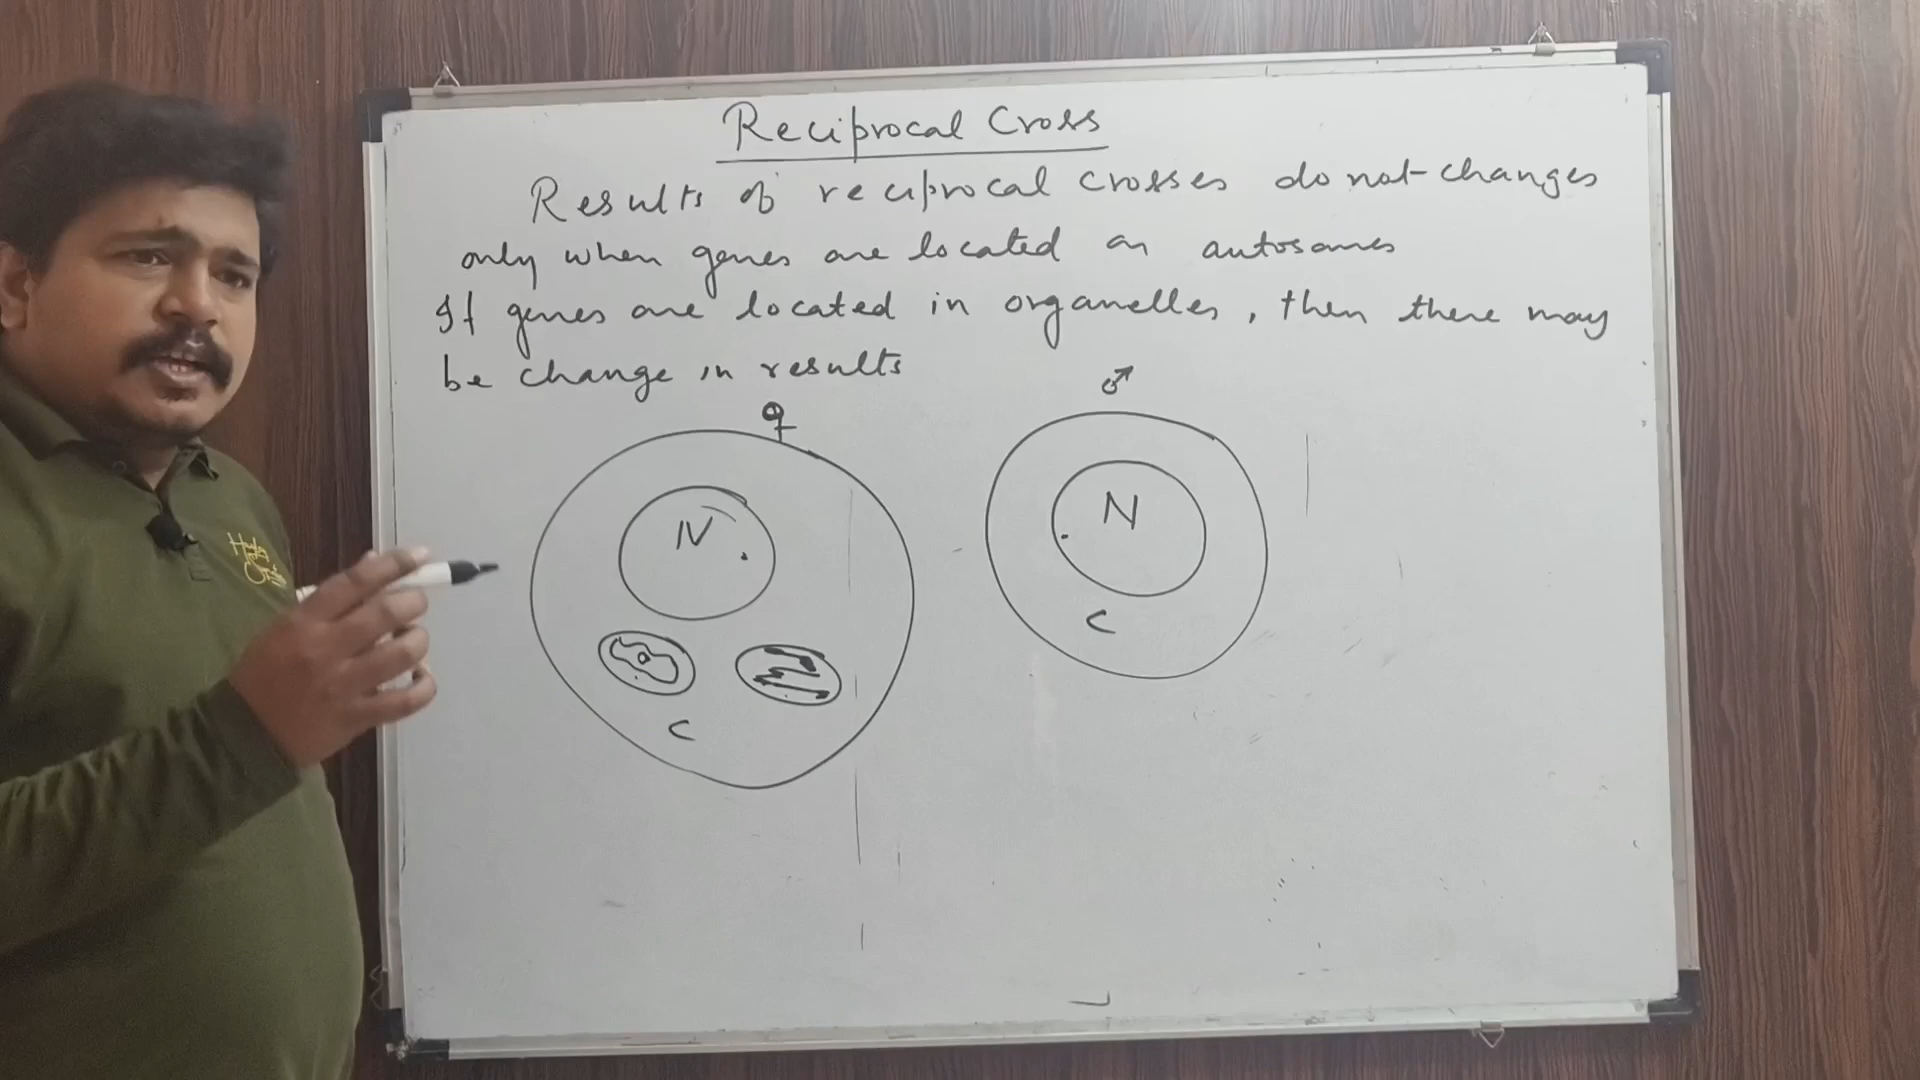 Reciprocal Cross
Results of reciprocal crosses do not changes
only when genes are located on autosomes
If genes are located in organelles, then there may
be change in results
♀ ♂
N N
C
C